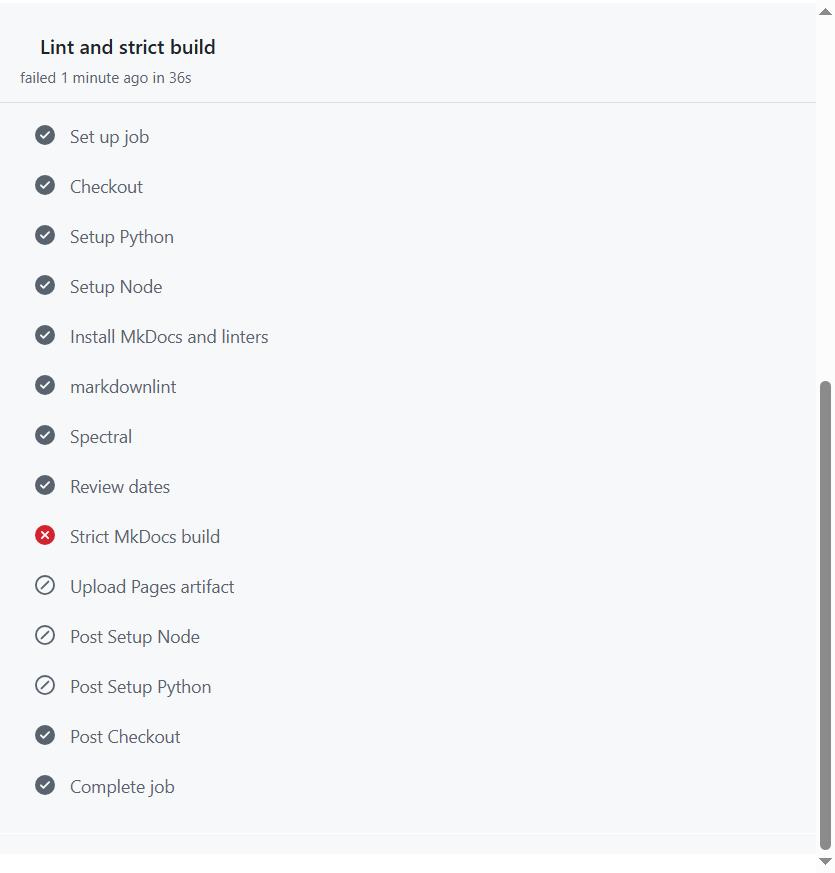 Lint and strict build
failed 1 minute ago in 36s
Set up job
Checkout
Setup Python
Setup Node
Install MkDocs and linters
markdownlint
Spectral
Review dates
Strict MkDocs build
Upload Pages artifact
Post Setup Node
Post Setup Python
Post Checkout
Complete job